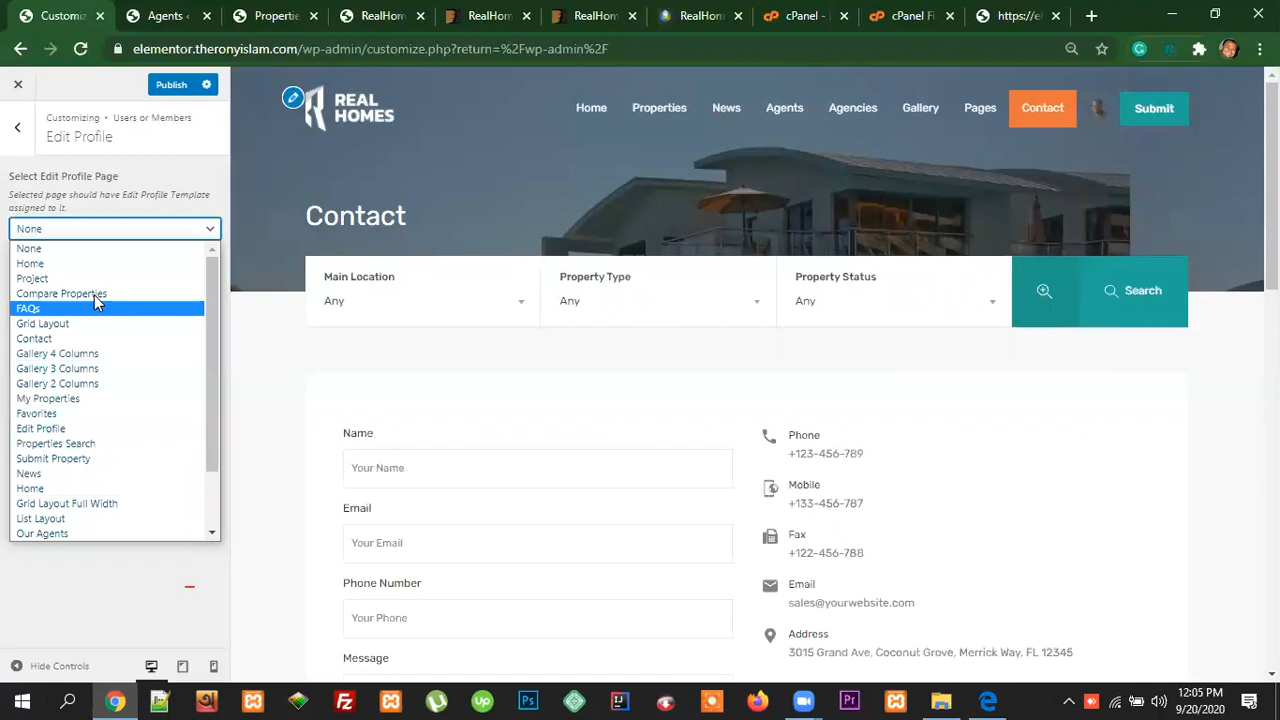 Agents
Propertie
RealHom
RealHom
RealHom
RealHom
cPanel -
cPanel F
elementor.theronyislam.com/wp-admin/customize.php?return=%2Fwp-admin%2F
Publish
Customizing • Users or Members
Edit Profile
Select Edit Profile Page
Selected page should have Edit Profile Template
assigned to it.
None
None
Home
Project
Compare Properties
FAQs
Grid Layout
Contact
Gallery 4 Columns
Gallery 3 Columns
Gallery 2 Columns
My Properties
Favorites
Edit Profile
Properties Search
Submit Property
News
Home
Grid Layout Full Width
List Layout
Our Agents
Hide Controls
REAL
HOMES
Home
Properties
News
Agents
Agencies
Gallery
Pages
Contact
Submit
Contact
Main Location
Any
Property Type
Any
Property Status
Any
Search
Name
Your Name
Email
Your Email
Phone Number
Your Phone
Message
Phone
+123-456-789
Mobile
+133-456-787
Fax
+122-456-788
Email
sales@yourwebsite.com
Address
3015 Grand Ave, Coconut Grove, Merrick Way, FL 12345
12:05 PM
9/20/2020